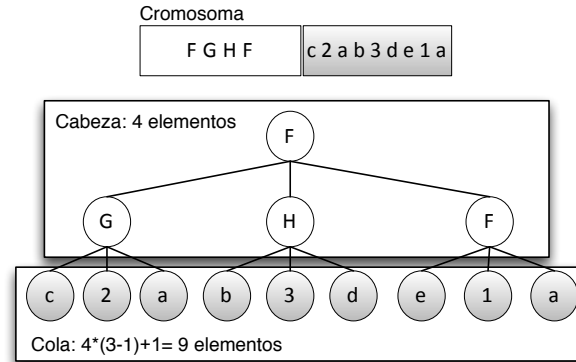 Cromosoma
F G H F c 2 a b 3 d e 1 a
Cabeza: 4 elementos
F
G H F
c 2 a b 3 d e 1 a
Cola: 4*(3-1)+1= 9 elementos